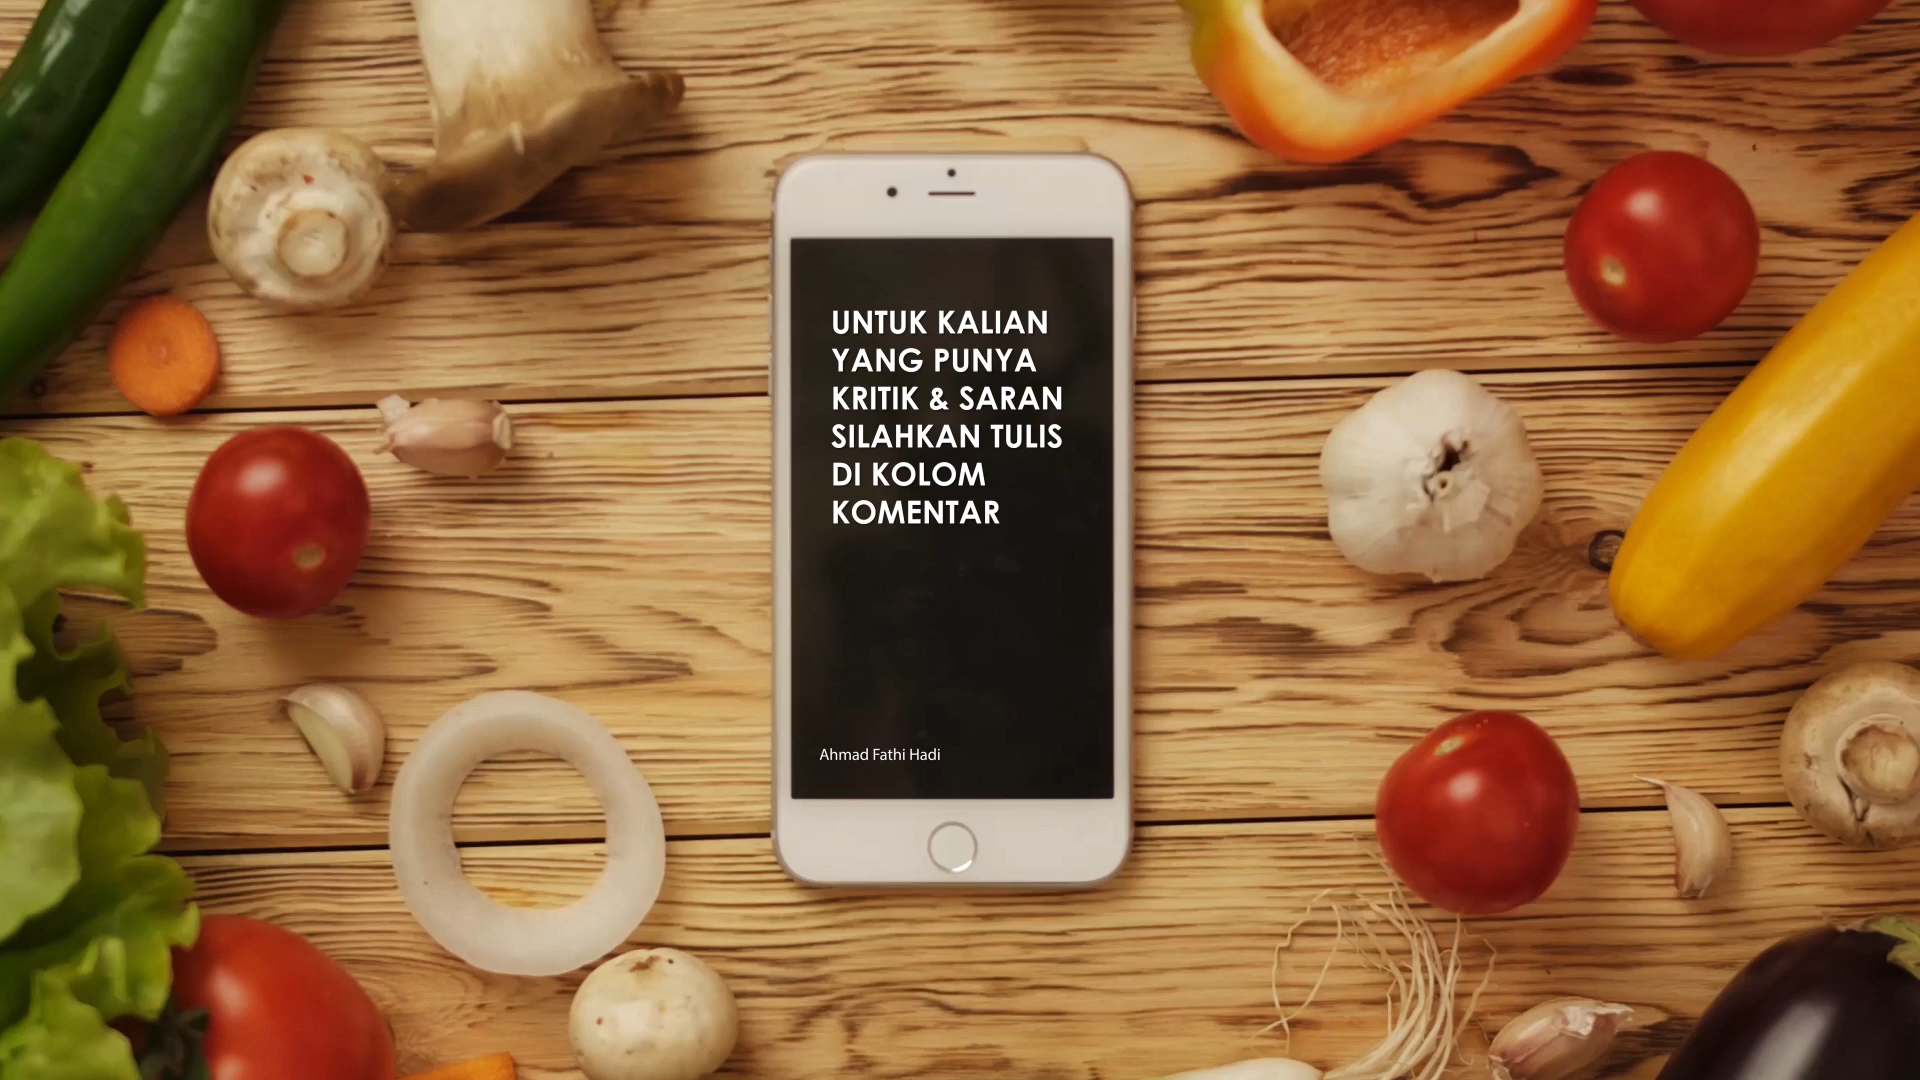 UNTUK KALIAN
YANG PUNYA
KRITIK & SARAN
SILAHKAN TULIS
DI KOLOM
KOMENTAR
Ahmad Fathi Hadi